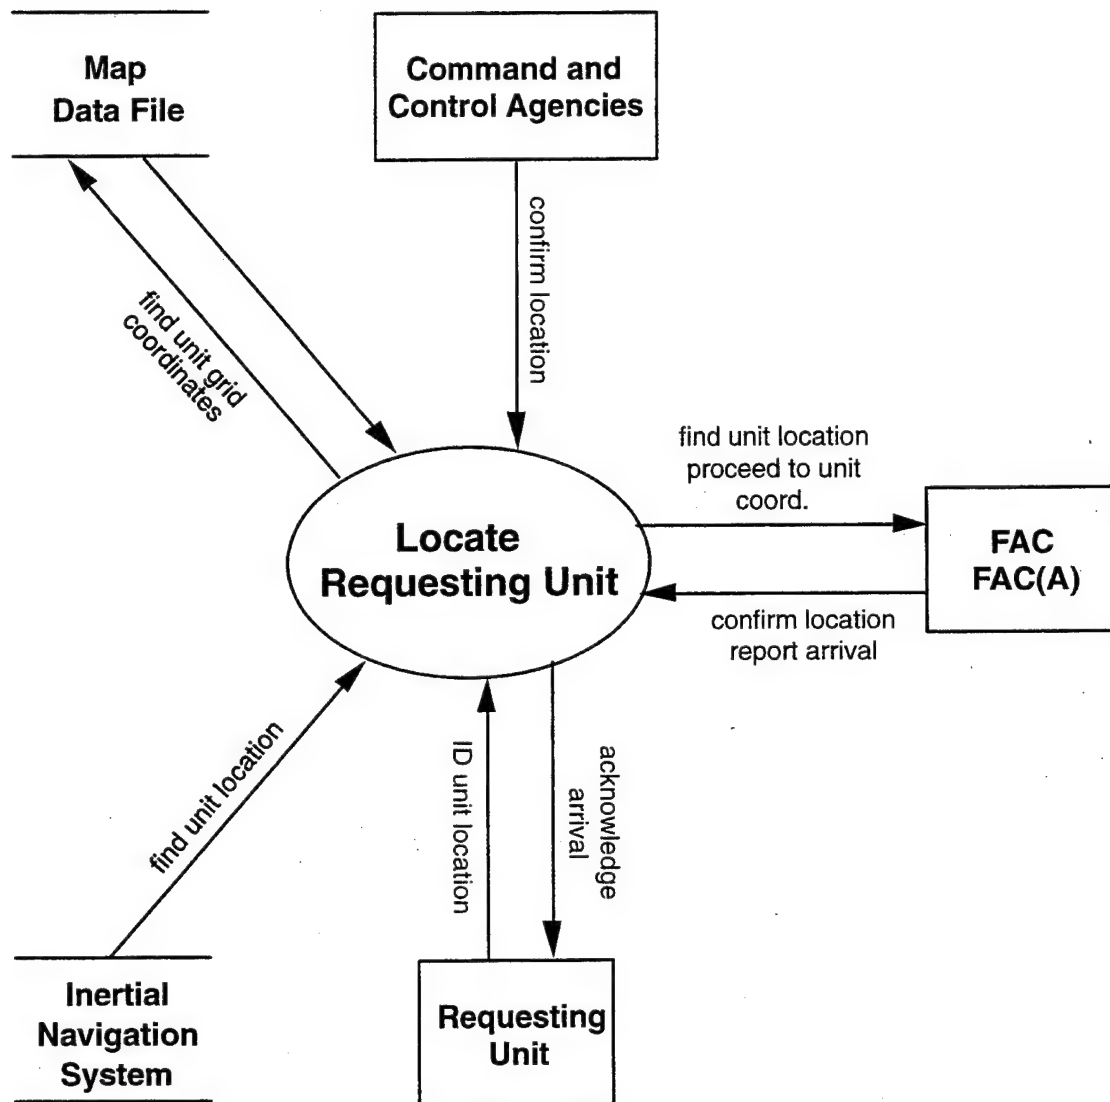 Map
Data File
Command and
Control Agencies
confirm location
find unit grid
coordinates
find unit location
proceed to unit
coord.
Locate
Requesting Unit
FAC
FAC(A)
confirm location
report arrival
find unit location
ID unit location
acknowledge
arrival
Inertial
Navigation
System
Requesting
Unit